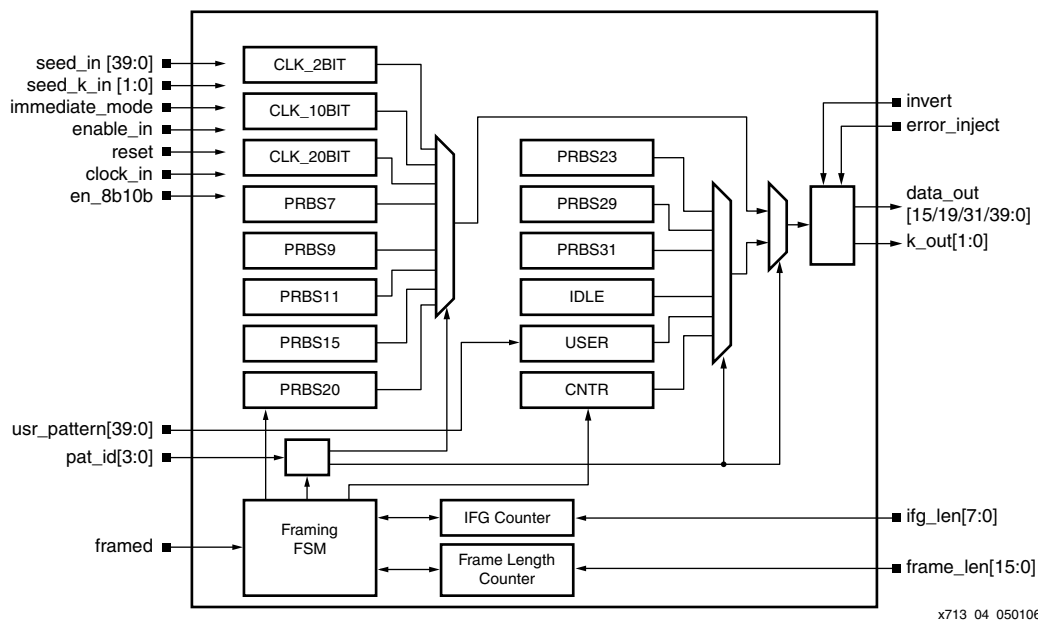 seed_in [39:0]
seed_k_in [1:0]
immediate_mode
enable_in
reset
clock_in
en_8b10b
CLK_2BIT
CLK_10BIT
CLK_20BIT
PRBS7
PRBS9
PRBS11
PRBS15
PRBS20
PRBS23
PRBS29
PRBS31
IDLE
USER
CNTR
invert
error_inject
data_out
[15/19/31/39:0]
k_out[1:0]
usr_pattern[39:0]
pat_id[3:0]
framed
Framing
FSM
IFG Counter
Frame Length
Counter
ifg_len[7:0]
frame_len[15:0]
x713_04_050106